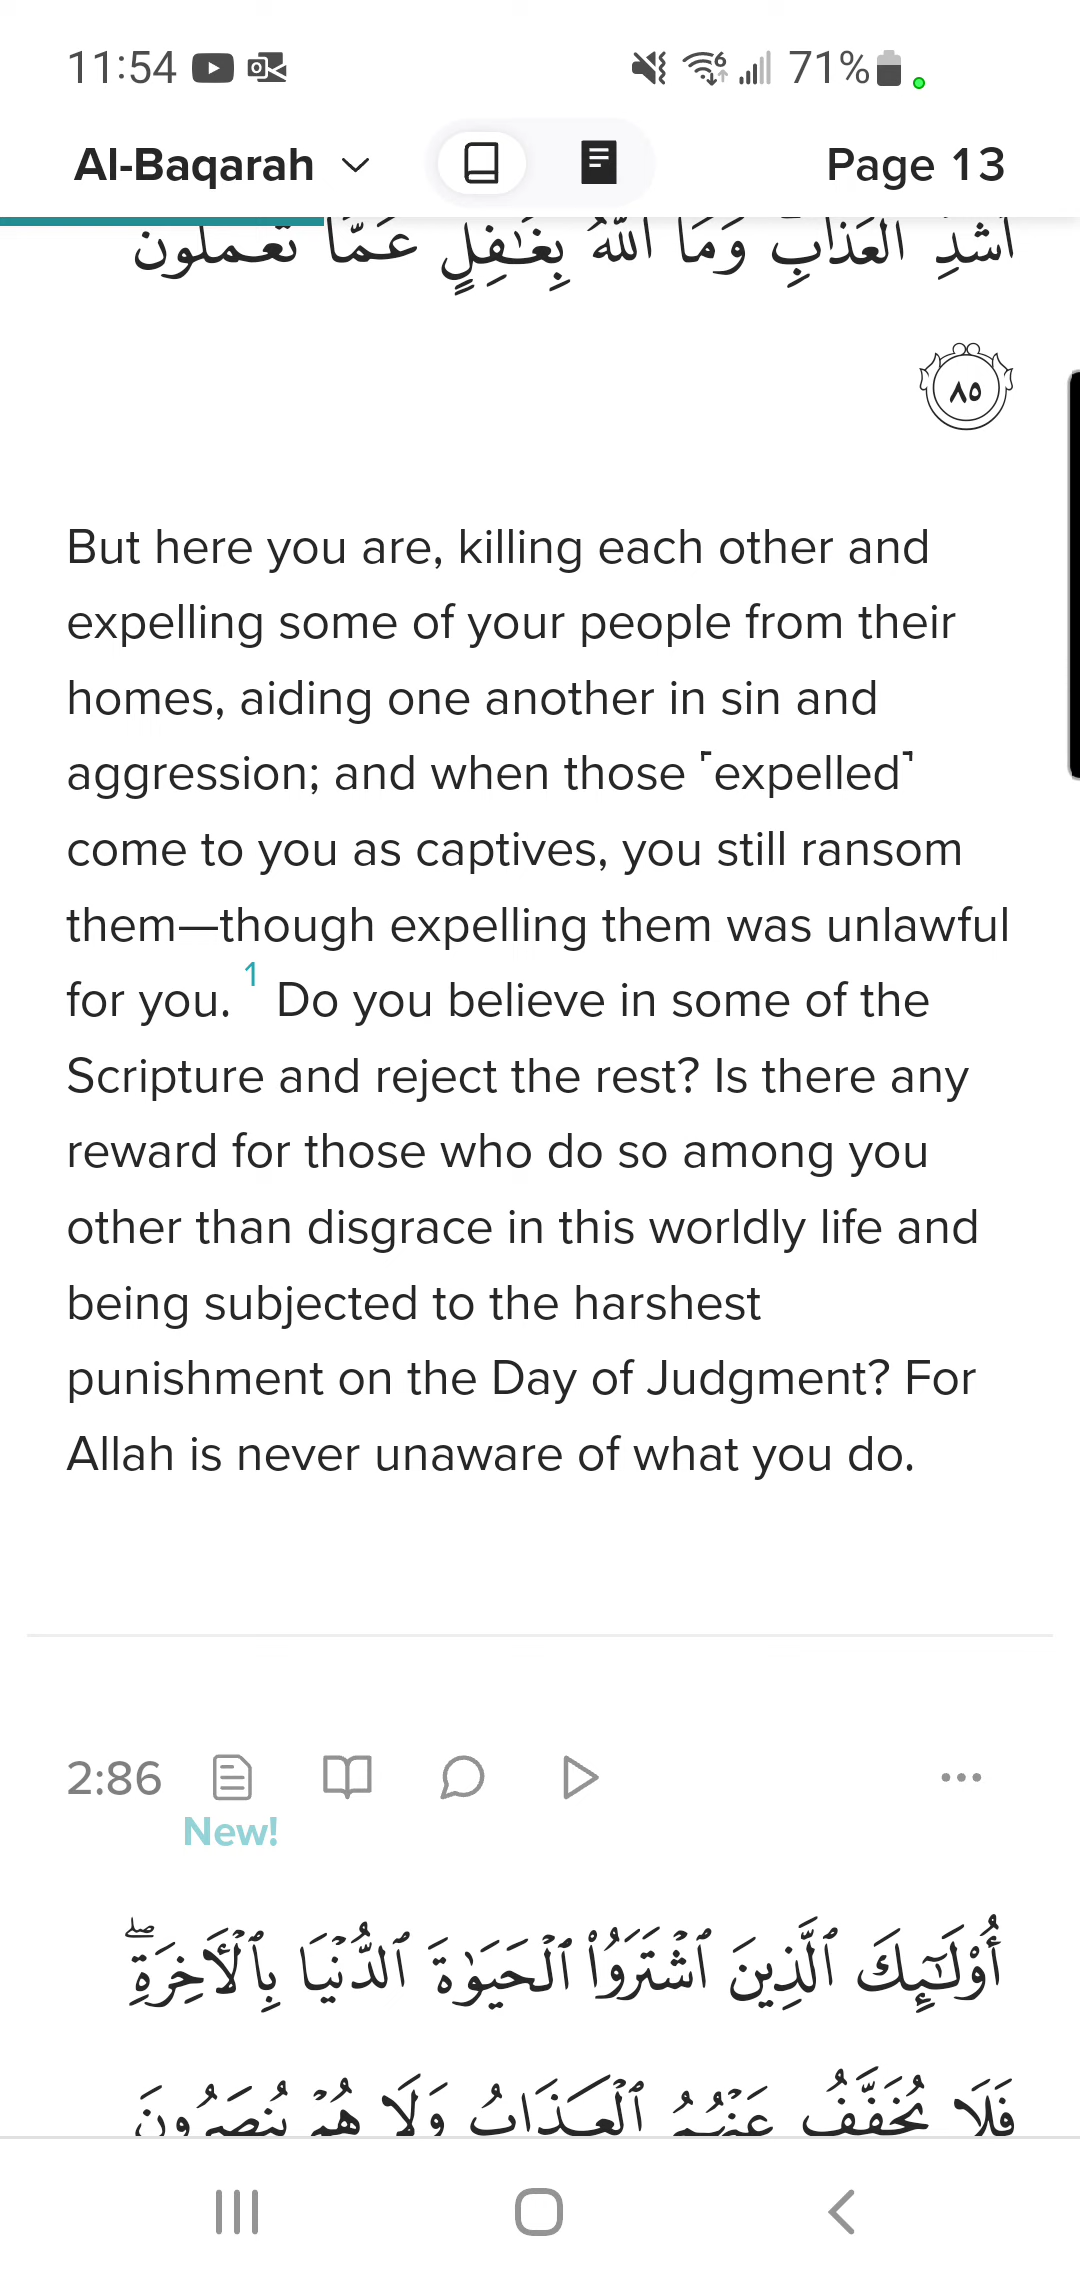 11:54 6 71%
Al-Baqarah Page 13
أَشَدِّ ٱلْعَذَابِ وَمَا ٱللَّهُ بِغَـٰفِلٍ عَمَّا تَعْمَلُونَ
٨٥
But here you are, killing each other and
expelling some of your people from their
homes, aiding one another in sin and
aggression; and when those ˹expelled˺
come to you as captives, you still ransom
them—though expelling them was unlawful
for you. 1 Do you believe in some of the
Scripture and reject the rest? Is there any
reward for those who do so among you
other than disgrace in this worldly life and
being subjected to the harshest
punishment on the Day of Judgment? For
Allah is never unaware of what you do.
2:86
New!
أُو۟لَـٰٓئِكَ ٱلَّذِينَ ٱشْتَرَوُا۟ ٱلْحَيَوٰةَ ٱلدُّنْيَا بِٱلْـَٔاخِرَةِ ۖ
فَلَا يُخَفَّفُ عَنْهُمُ ٱلْعَذَابُ وَلَا هُمْ يُنصَرُونَ